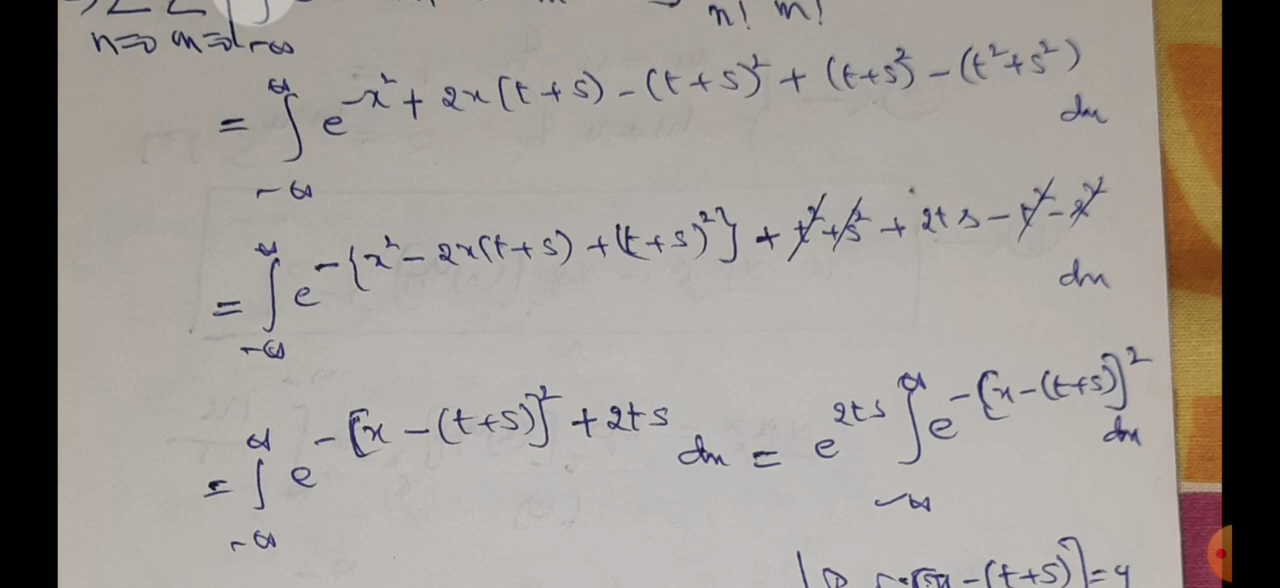 n! m!
n=0 m=0 -∞
= ∫_{-∞}^{∞} e^{-x² + 2x(t+s) - (t+s)² + (t+s)² - (t²+s²)} dx
= ∫_{-∞}^{∞} e^{-{x² - 2x(t+s) + (t+s)²} + t² + s² + 2ts - t² - s²} dx
= ∫_{-∞}^{∞} e^{-[x - (t+s)]² + 2ts} dx = e^{2ts} ∫_{-∞}^{∞} e^{-[x-(t+s)]²} dx
-(t+s)]=y